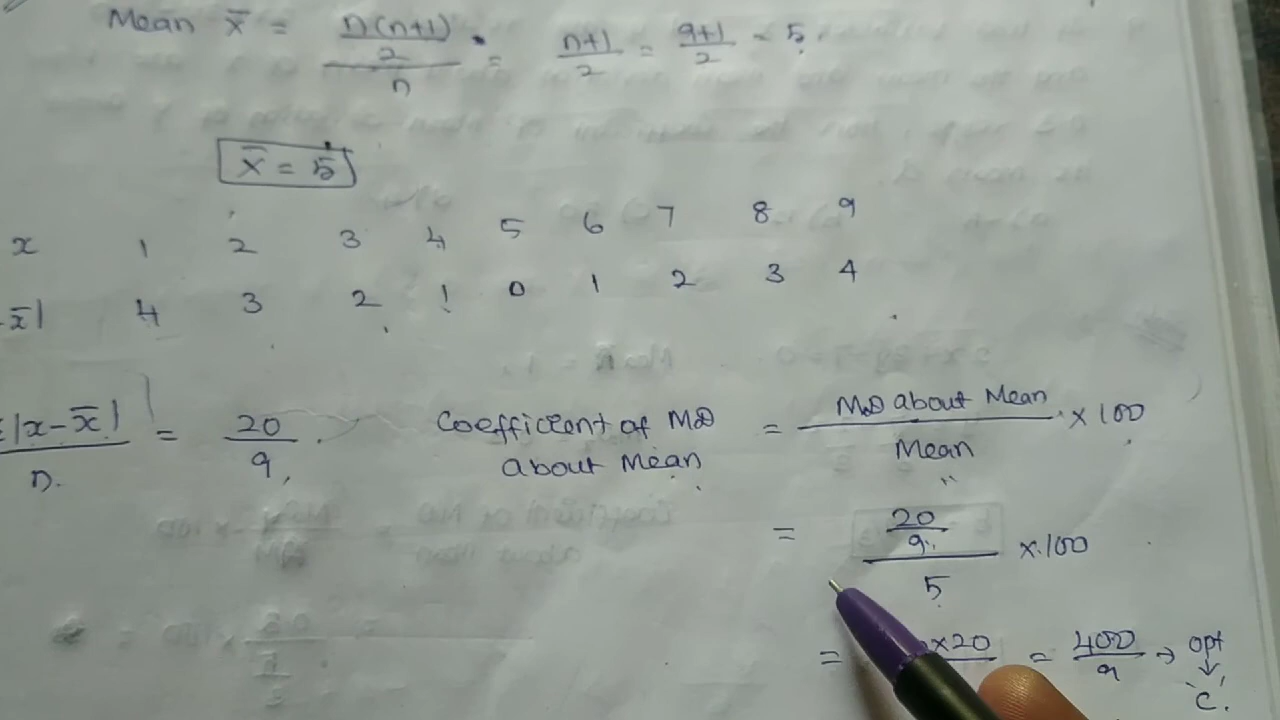 Mean x̄ = (n(n+1)/2)/n = n+1/2 = 9+1/2 = 5.
x̄ = 5
x 1 2 3 4 5 6 7 8 9
x̄| 4 3 2 1 0 1 2 3 4
|x-x̄|/n. = 20/9. Coefficient of MD about Mean = MD about Mean/Mean × 100
= (20/9)/5 × 100
= ×20 = 400/9 → opt
↓
'c'.